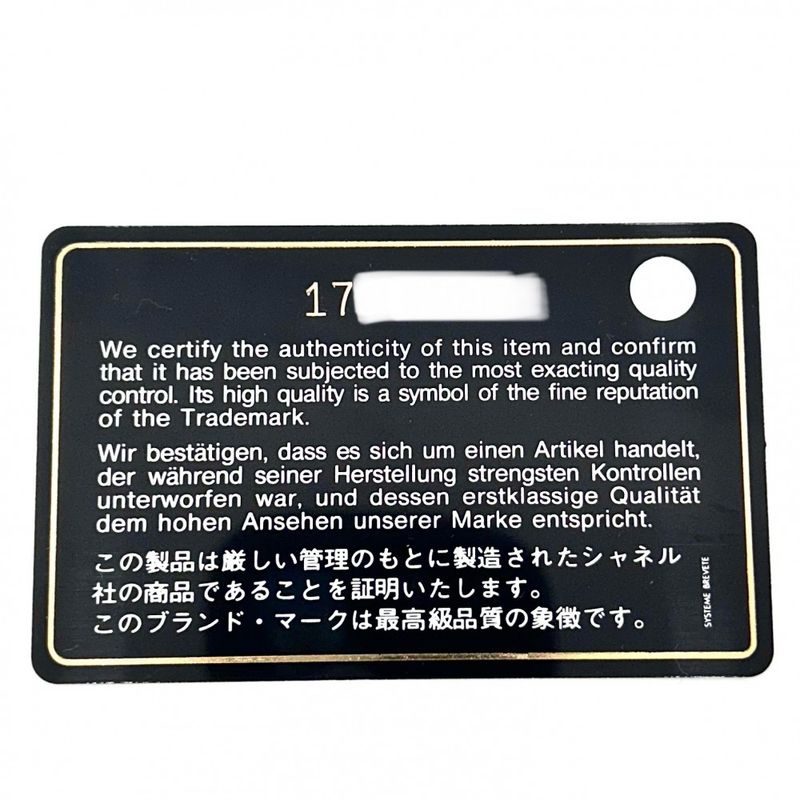 17
We certify the authenticity of this item and confirm
that it has been subjected to the most exacting quality
control. Its high quality is a symbol of the fine reputation
of the Trademark.
Wir bestätigen, dass es sich um einen Artikel handelt,
der während seiner Herstellung strengsten Kontrollen
unterworfen war, und dessen erstklassige Qualität
dem hohen Ansehen unserer Marke entspricht.
この製品は厳しい管理のもとに製造されたシャネル
社の商品であることを証明いたします。
このブランド・マークは最高級品質の象徴です。
SYSTEME BREVETE